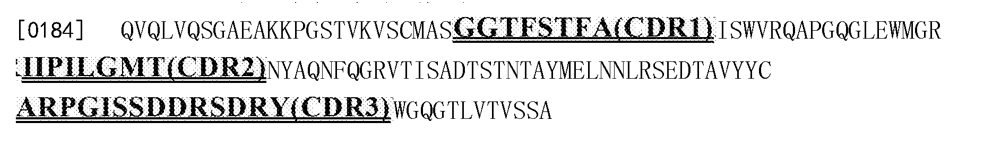 [0184] QVQLVQSGAEAKKPGSTVKVSCMASGGTFSTFA(CDR1)ISWVRQAPGQGLEWMGR
IIPILGMT(CDR2)NYAQNFQGRVTISADTSTNTAYMELNNLRSEDTAVYYC
ARPGISSDDRSDRY(CDR3)WGQGTLVTVSSA